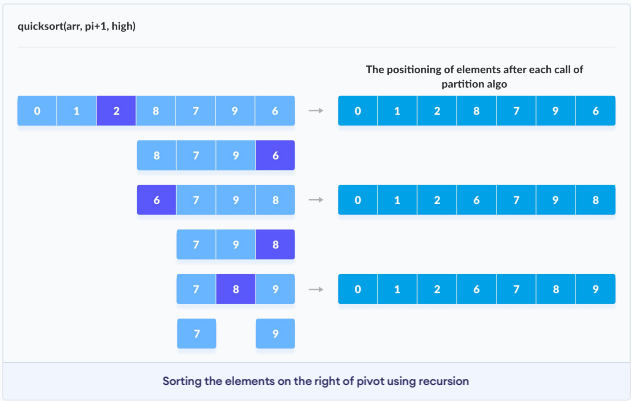 quicksort(arr, pi+1, high)
The positioning of elements after each call of
partition algo
0 1 2 8 7 9 6 0 1 2 8 7 9 6
8 7 9 6
6 7 9 8 0 1 2 6 7 9 8
7 9 8
7 8 9 0 1 2 6 7 8 9
7 9
Sorting the elements on the right of pivot using recursion